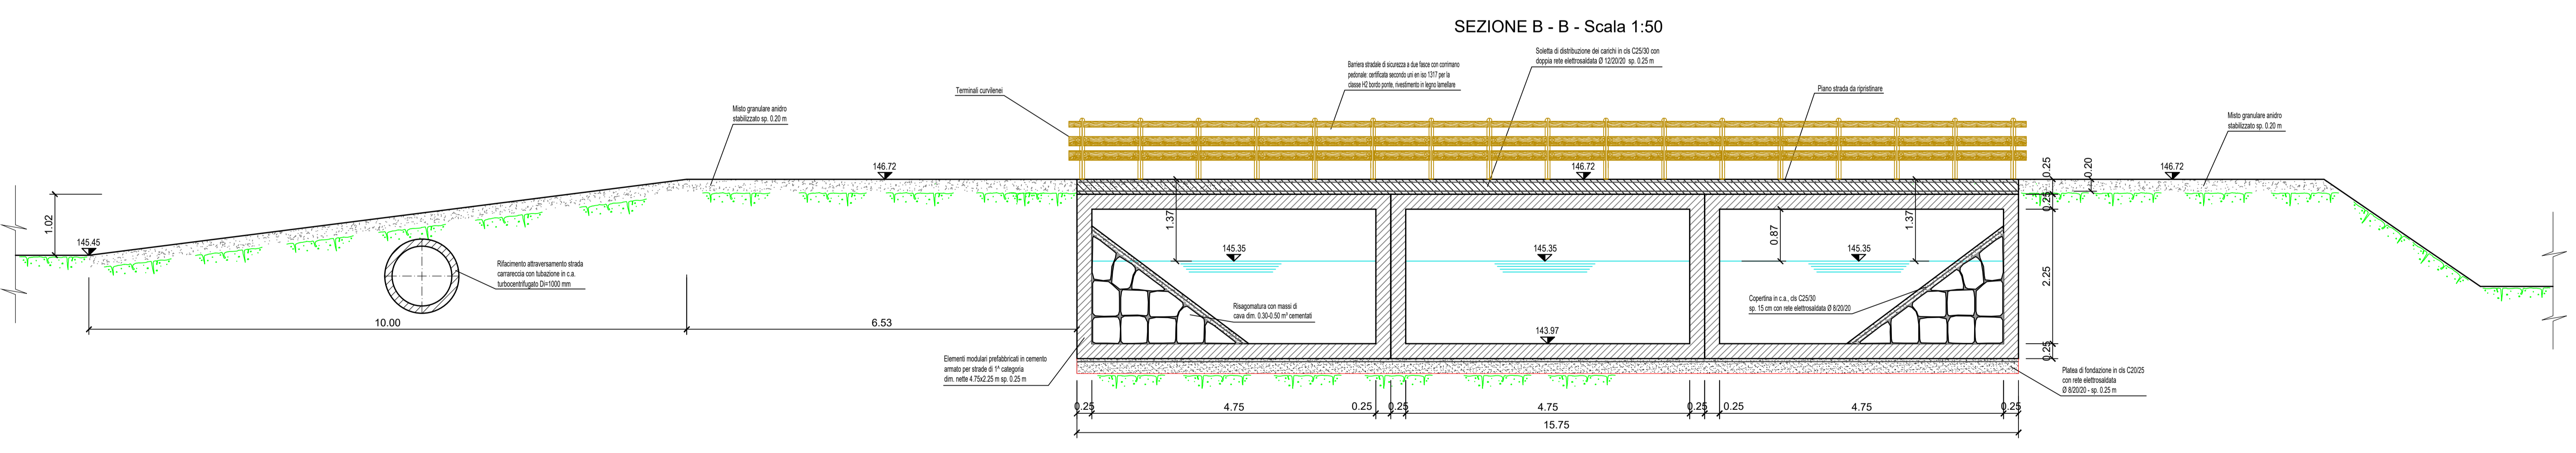 SEZIONE B - B - Scala 1:50
Soletta di distribuzione dei carichi in cls C25/30 con
doppia rete elettrosaldata Ø 12/20/20 sp. 0.25 m
Barriera stradale di sicurezza a due fasce con corrimano
pedonale: certificata secondo uni en iso 1317 per la
classe H2 bordo ponte, rivestimento in legno lamellare
Terminali curvilenei
Piano strada da ripristinare
Misto granulare anidro
stabilizzato sp. 0.20 m
Misto granulare anidro
stabilizzato sp. 0.20 m
146.72
146.72
146.72
0.25
0.20
0.25
1.02
145.45
1.37
145.35
145.35
0.87
145.35
1.37
2.25
0.25
Rifacimento attraversamento strada
carrareccia con tubazione in c.a.
turbocentrifugato Di=1000 mm
Risagomatura con massi di
cava dim. 0.30-0.50 m³ cementati
Copertina in c.a., cls C25/30
sp. 15 cm con rete elettrosaldata Ø 8/20/20
10.00
6.53
143.97
Elementi modulari prefabbricati in cemento
armato per strade di 1^ categoria
dim. nette 4.75x2.25 m sp. 0.25 m
Platea di fondazione in cls C20/25
con rete elettrosaldata
Ø 8/20/20 - sp. 0.25 m
0.25
4.75
0.25
0.25
4.75
0.25
0.25
4.75
0.25
15.75